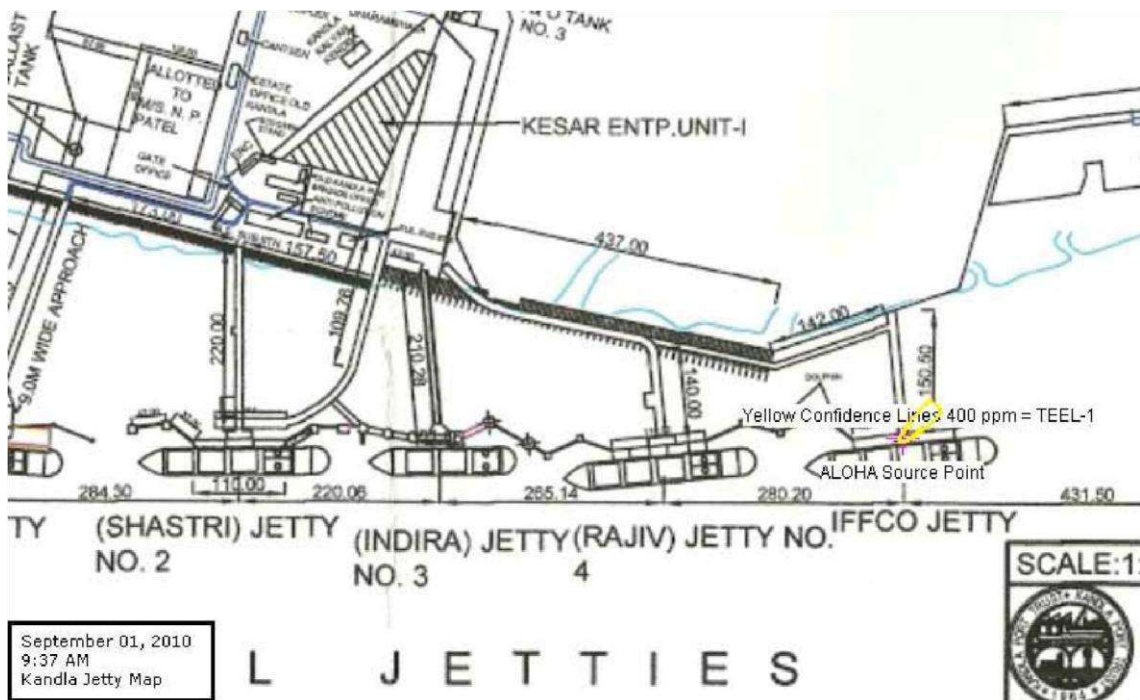 TANK
NO. 3
CANTEEN
TANK
ALLOTTED
TO
M/S. N. P.
PATEL
ESTATE
OFFICE OLD
KANDLA
GATE
OFFICE
KESAR ENTP.UNIT-I
437.00
157.50
9.0M WIDE APPROACH
220.00
109.78
210.28
140.00
142.00
150.50
DOLPHIN
Yellow Confidence Lines 400 ppm = TEEL-1
ALOHA Source Point
284.30
110.00
220.06
265.14
280.20
431.50
TY
(SHASTRI) JETTY
NO. 2
(INDIRA) JETTY
NO. 3
(RAJIV) JETTY NO.
4
IFFCO JETTY
SCALE:1:
September 01, 2010
9:37 AM
Kandla Jetty Map
L JETTIES